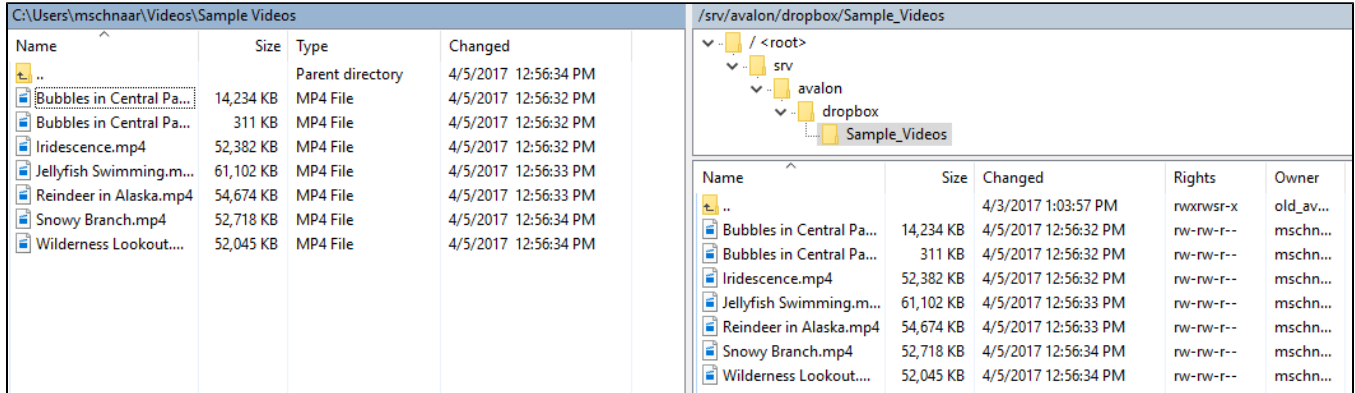 C:\Users\mschnaar\Videos\Sample Videos
Name Size Type Changed
.. Parent directory 4/5/2017 12:56:34 PM
Bubbles in Central Pa... 14,234 KB MP4 File 4/5/2017 12:56:32 PM
Bubbles in Central Pa... 311 KB MP4 File 4/5/2017 12:56:32 PM
Iridescence.mp4 52,382 KB MP4 File 4/5/2017 12:56:32 PM
Jellyfish Swimming.m... 61,102 KB MP4 File 4/5/2017 12:56:33 PM
Reindeer in Alaska.mp4 54,674 KB MP4 File 4/5/2017 12:56:33 PM
Snowy Branch.mp4 52,718 KB MP4 File 4/5/2017 12:56:34 PM
Wilderness Lookout.... 52,045 KB MP4 File 4/5/2017 12:56:34 PM
/srv/avalon/dropbox/Sample_Videos
/ <root>
srv
avalon
dropbox
Sample_Videos
Name Size Changed Rights Owner
.. 4/3/2017 1:03:57 PM rwxrwsr-x old_av...
Bubbles in Central Pa... 14,234 KB 4/5/2017 12:56:32 PM rw-rw-r-- mschn...
Bubbles in Central Pa... 311 KB 4/5/2017 12:56:32 PM rw-rw-r-- mschn...
Iridescence.mp4 52,382 KB 4/5/2017 12:56:32 PM rw-rw-r-- mschn...
Jellyfish Swimming.m... 61,102 KB 4/5/2017 12:56:33 PM rw-rw-r-- mschn...
Reindeer in Alaska.mp4 54,674 KB 4/5/2017 12:56:33 PM rw-rw-r-- mschn...
Snowy Branch.mp4 52,718 KB 4/5/2017 12:56:34 PM rw-rw-r-- mschn...
Wilderness Lookout.... 52,045 KB 4/5/2017 12:56:34 PM rw-rw-r-- mschn...